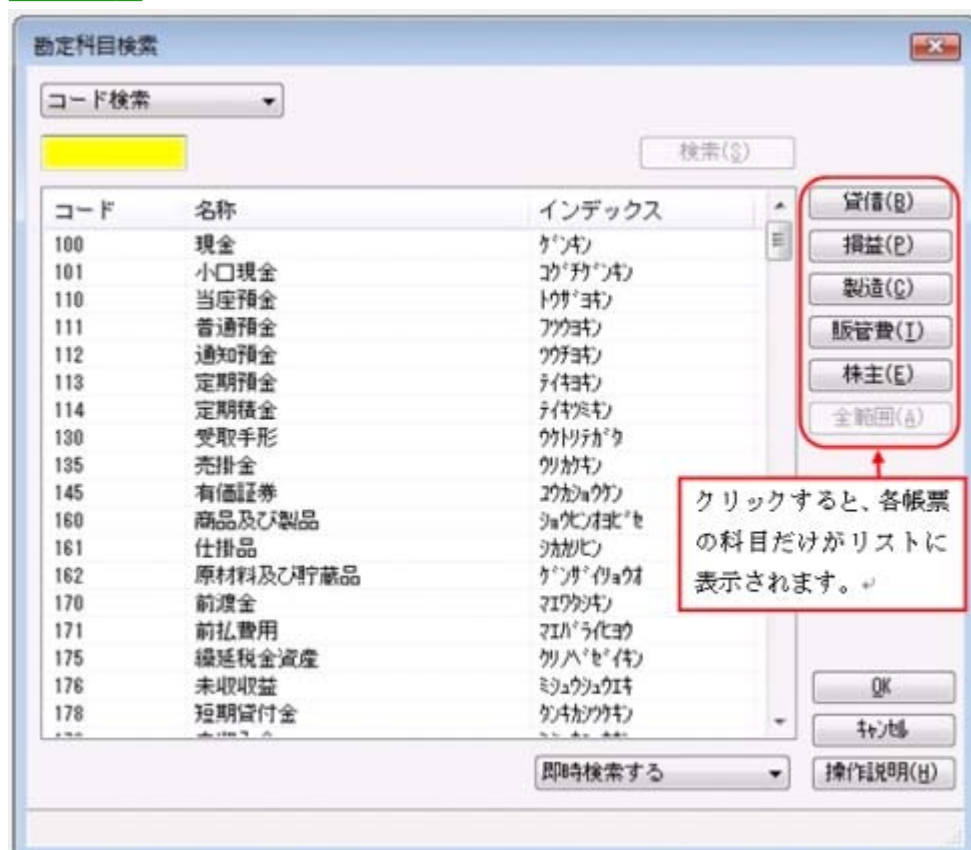 勘定科目検索
コード検索
検索(S)
コード 名称 インデックス
100 現金 ｹﾞﾝｷﾝ
101 小口現金 ｺｸﾞﾁｹﾞﾝｷﾝ
110 当座預金 ﾄｳｻﾞﾖｷﾝ
111 普通預金 ﾌﾂｳﾖｷﾝ
112 通知預金 ﾂｳﾁﾖｷﾝ
113 定期預金 ﾃｲｷﾖｷﾝ
114 定期積金 ﾃｲｷﾂﾐｷﾝ
130 受取手形 ｳｹﾄﾘﾃｶﾞﾀ
135 売掛金 ｳﾘｶｹｷﾝ
145 有価証券 ﾕｳｶｼｮｳｹﾝ
160 商品及び製品 ｼｮｳﾋﾝｵﾖﾋﾞｾ
161 仕掛品 ｼｶｶﾘﾋﾝ
162 原材料及び貯蔵品 ｹﾞﾝｻﾞｲﾘｮｳｵ
170 前渡金 ﾏｴﾜﾀｼｷﾝ
171 前払費用 ﾏｴﾊﾞﾗｲﾋﾖｳ
175 繰延税金資産 ｸﾘﾉﾍﾞｾﾞｲｷﾝ
176 未収収益 ﾐｼｭｳｼｭｳｴｷ
178 短期貸付金 ﾀﾝｷｶｼﾂｹｷﾝ
貸借(B)
損益(P)
製造(C)
販管費(I)
株主(E)
全範囲(A)
クリックすると、各帳票
の科目だけがリストに
表示されます。
OK
ｷｬﾝｾﾙ
即時検索する
操作説明(H)